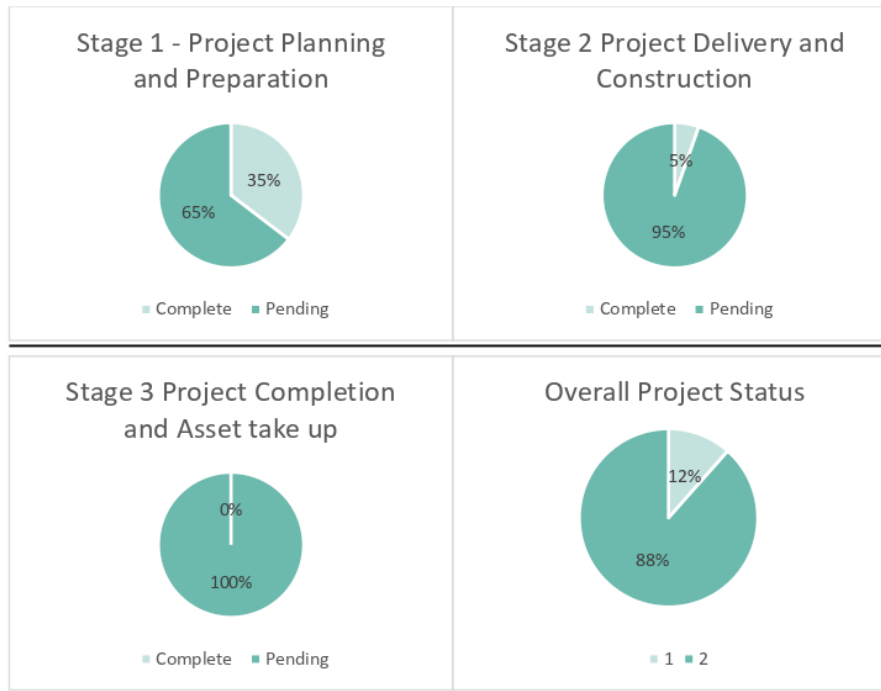 Stage 1 - Project Planning
and Preparation
35%
65%
Complete Pending
Stage 2 Project Delivery and
Construction
5%
95%
Complete Pending
Stage 3 Project Completion
and Asset take up
0%
100%
Complete Pending
Overall Project Status
12%
88%
1 2